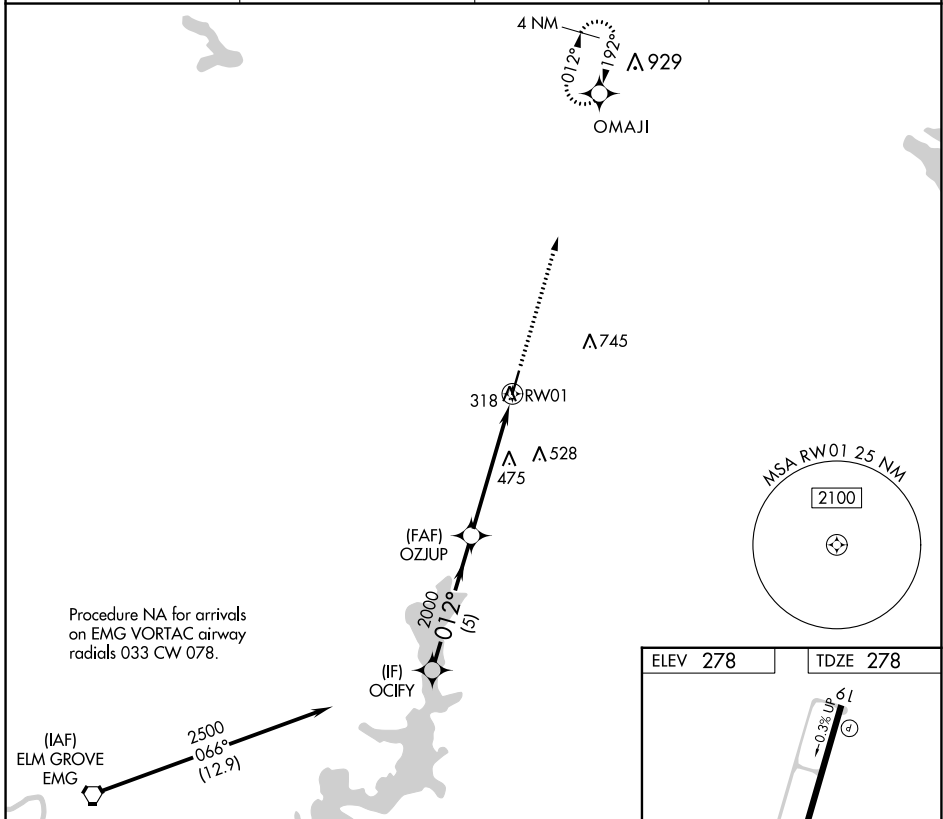 4 NM
012°
192°
929
OMAJI
745
318
RW01
528
475
MSA RW01 25 NM
2100
(FAF)
OZJUP
2000
012°
(5)
Procedure NA for arrivals
on EMG VORTAC airway
radials 033 CW 078.
(IF)
OCIFY
ELEV 278
TDZE 278
19
0.3% UP
P
2500
066°
(12.9)
(IAF)
ELM GROVE
EMG